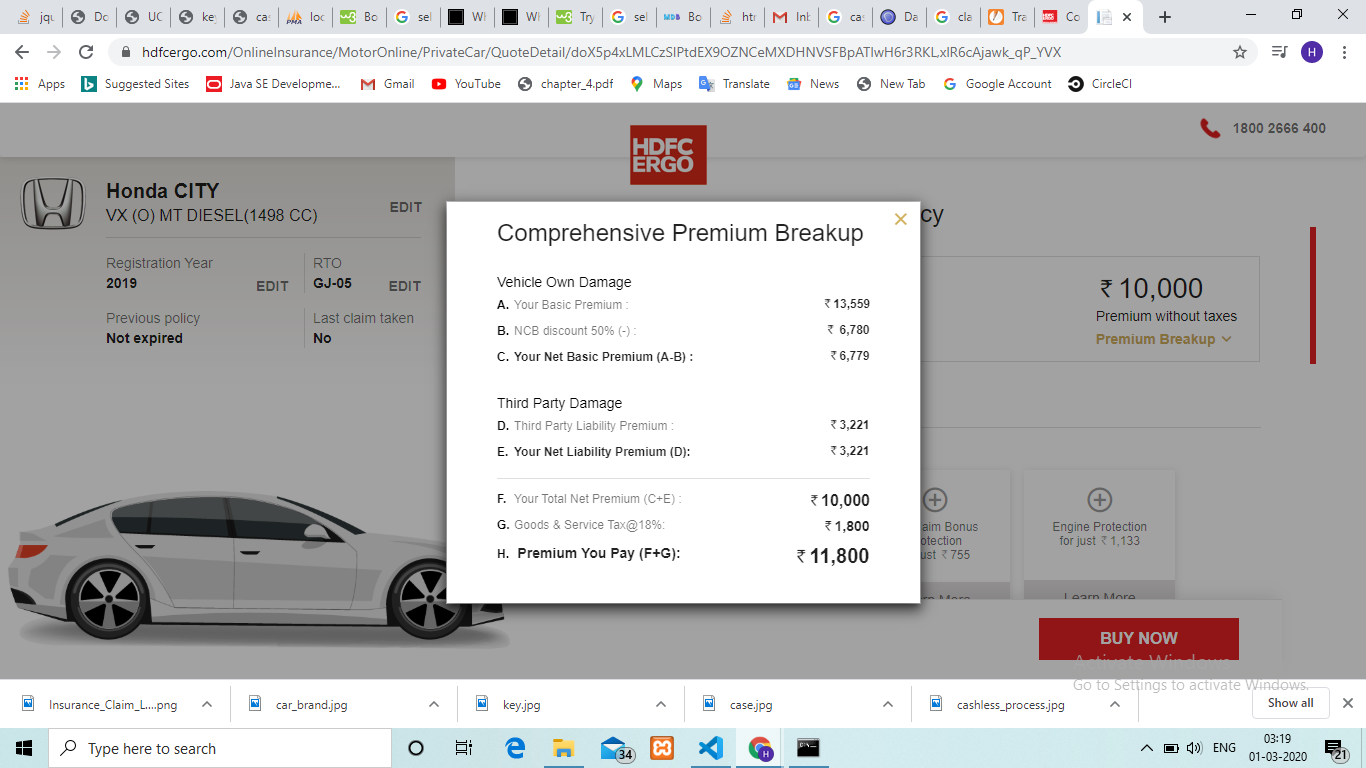 jqu
Do
UC
key
cas
loc
Bo
sel
Wh
Wh
Try
sel
MDB
Bo
htr
Inb
cas
Da
cla
Tra
Co
hdfcergo.com/OnlineInsurance/MotorOnline/PrivateCar/QuoteDetail/
H
Apps
Suggested Sites
Java SE Developme...
Gmail
YouTube
chapter_4.pdf
Maps
Translate
News
New Tab
Google Account
CircleCI
HDFC
ERGO
1800 2666 400
Honda CITY
VX (O) MT DIESEL(1498 CC)
EDIT
Registration Year
2019
EDIT
RTO
GJ-05
EDIT
Previous policy
Not expired
Last claim taken
No
cy
₹ 10,000
Premium without taxes
Premium Breakup
Comprehensive Premium Breakup
Vehicle Own Damage
A. Your Basic Premium : ₹ 13,559
B. NCB discount 50% (-) : ₹ 6,780
C. Your Net Basic Premium (A-B) : ₹ 6,779
Third Party Damage
D. Third Party Liability Premium : ₹ 3,221
E. Your Net Liability Premium (D): ₹ 3,221
F. Your Total Net Premium (C+E) : ₹ 10,000
G. Goods & Service Tax@18%: ₹ 1,800
H. Premium You Pay (F+G): ₹ 11,800
aim Bonus
otection
ust ₹ 755
rn More
Engine Protection
for just ₹ 1,133
Learn More
BUY NOW
Activate Windows
Go to Settings to activate Windows.
Insurance_Claim_L....png
car_brand.jpg
key.jpg
case.jpg
cashless_process.jpg
Show all
Type here to search
34
H
ENG
03:19
01-03-2020
21